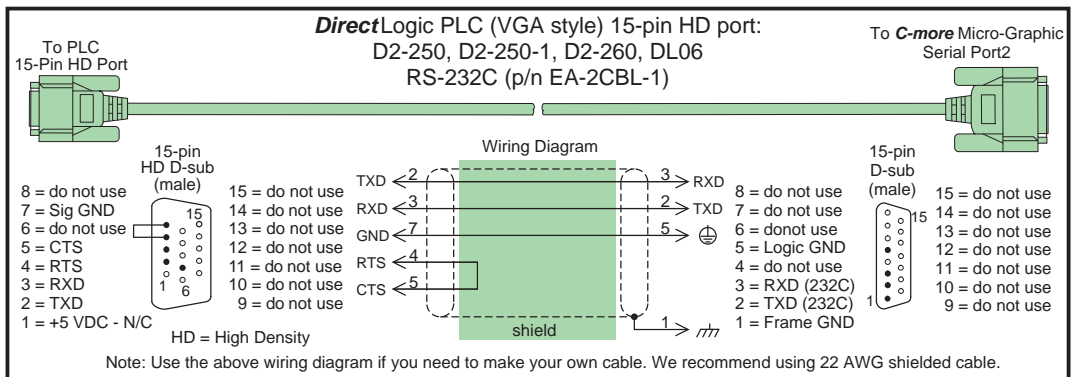 DirectLogic PLC (VGA style) 15-pin HD port:
D2-250, D2-250-1, D2-260, DL06
RS-232C (p/n EA-2CBL-1)
To PLC
15-Pin HD Port
To C-more Micro-Graphic
Serial Port2
15-pin
HD D-sub
(male)
8 = do not use
7 = Sig GND
6 = do not use
5 = CTS
4 = RTS
3 = RXD
2 = TXD
1 = +5 VDC - N/C
15
1
6
15 = do not use
14 = do not use
13 = do not use
12 = do not use
11 = do not use
10 = do not use
9 = do not use
HD = High Density
Wiring Diagram
TXD 2 3 RXD
RXD 3 2 TXD
GND 7 5
RTS 4
CTS 5
shield
1
15-pin
D-sub
(male)
8 = do not use
7 = do not use
6 = donot use
5 = Logic GND
4 = do not use
3 = RXD (232C)
2 = TXD (232C)
1 = Frame GND
15
1
15 = do not use
14 = do not use
13 = do not use
12 = do not use
11 = do not use
10 = do not use
9 = do not use
Note: Use the above wiring diagram if you need to make your own cable. We recommend using 22 AWG shielded cable.